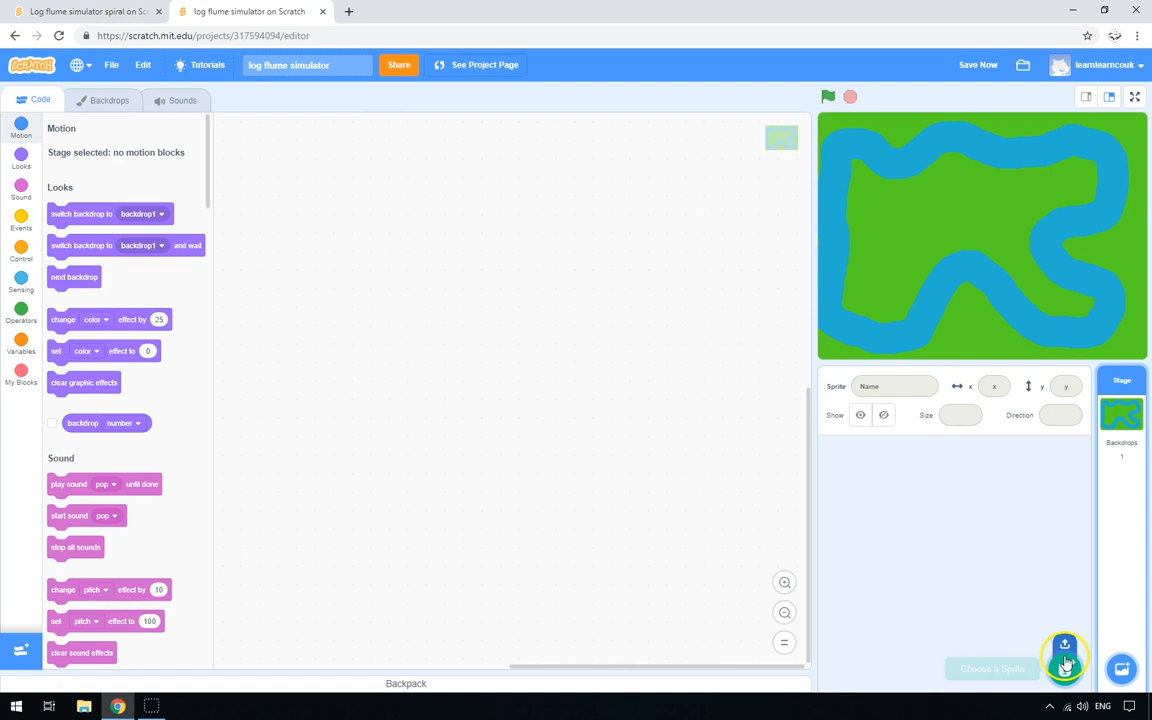 Log flume simulator spiral on Scr
log flume simulator on Scratch
https://scratch.mit.edu/projects/317594094/editor
SCRATCH
File
Edit
Tutorials
log flume simulator
Share
See Project Page
Save Now
learnlearncouk
Code
Backdrops
Sounds
Motion
Looks
Sound
Events
Control
Sensing
Operators
Variables
My Blocks
Motion
Stage selected: no motion blocks
Looks
switch backdrop to backdrop1
switch backdrop to backdrop1 and wait
next backdrop
change color effect by 25
set color effect to 0
clear graphic effects
backdrop number
Sound
play sound pop until done
start sound pop
stop all sounds
change pitch effect by 10
set pitch effect to 100
clear sound effects
Backpack
Sprite Name x x y y
Show Size Direction
Stage
Backdrops
1
Choose a Sprite
ENG